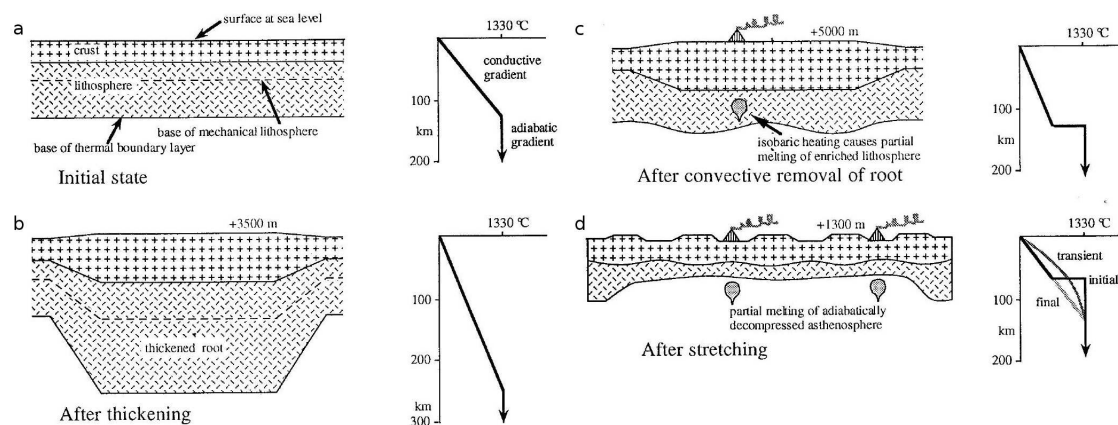 a
surface at sea level
crust
lithosphere
base of mechanical lithosphere
base of thermal boundary layer
Initial state
1330 °C
conductive
gradient
100
km
adiabatic
gradient
200
b
+3500 m
thickened root
After thickening
1330 °C
100
200
km
300
c
+5000 m
isobaric heating causes partial
melting of enriched lithosphere
After convective removal of root
1330 °C
100
km
200
d
+1300 m
partial melting of adiabatically
decompressed asthenosphere
After stretching
1330 °C
transient
initial
final
100
km
200